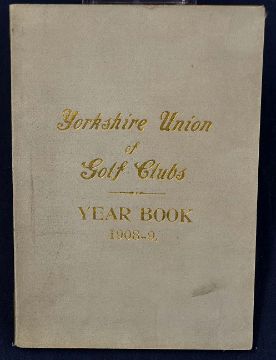 Yorkshire Union
of
Golf Clubs
YEAR BOOK
1908-9.